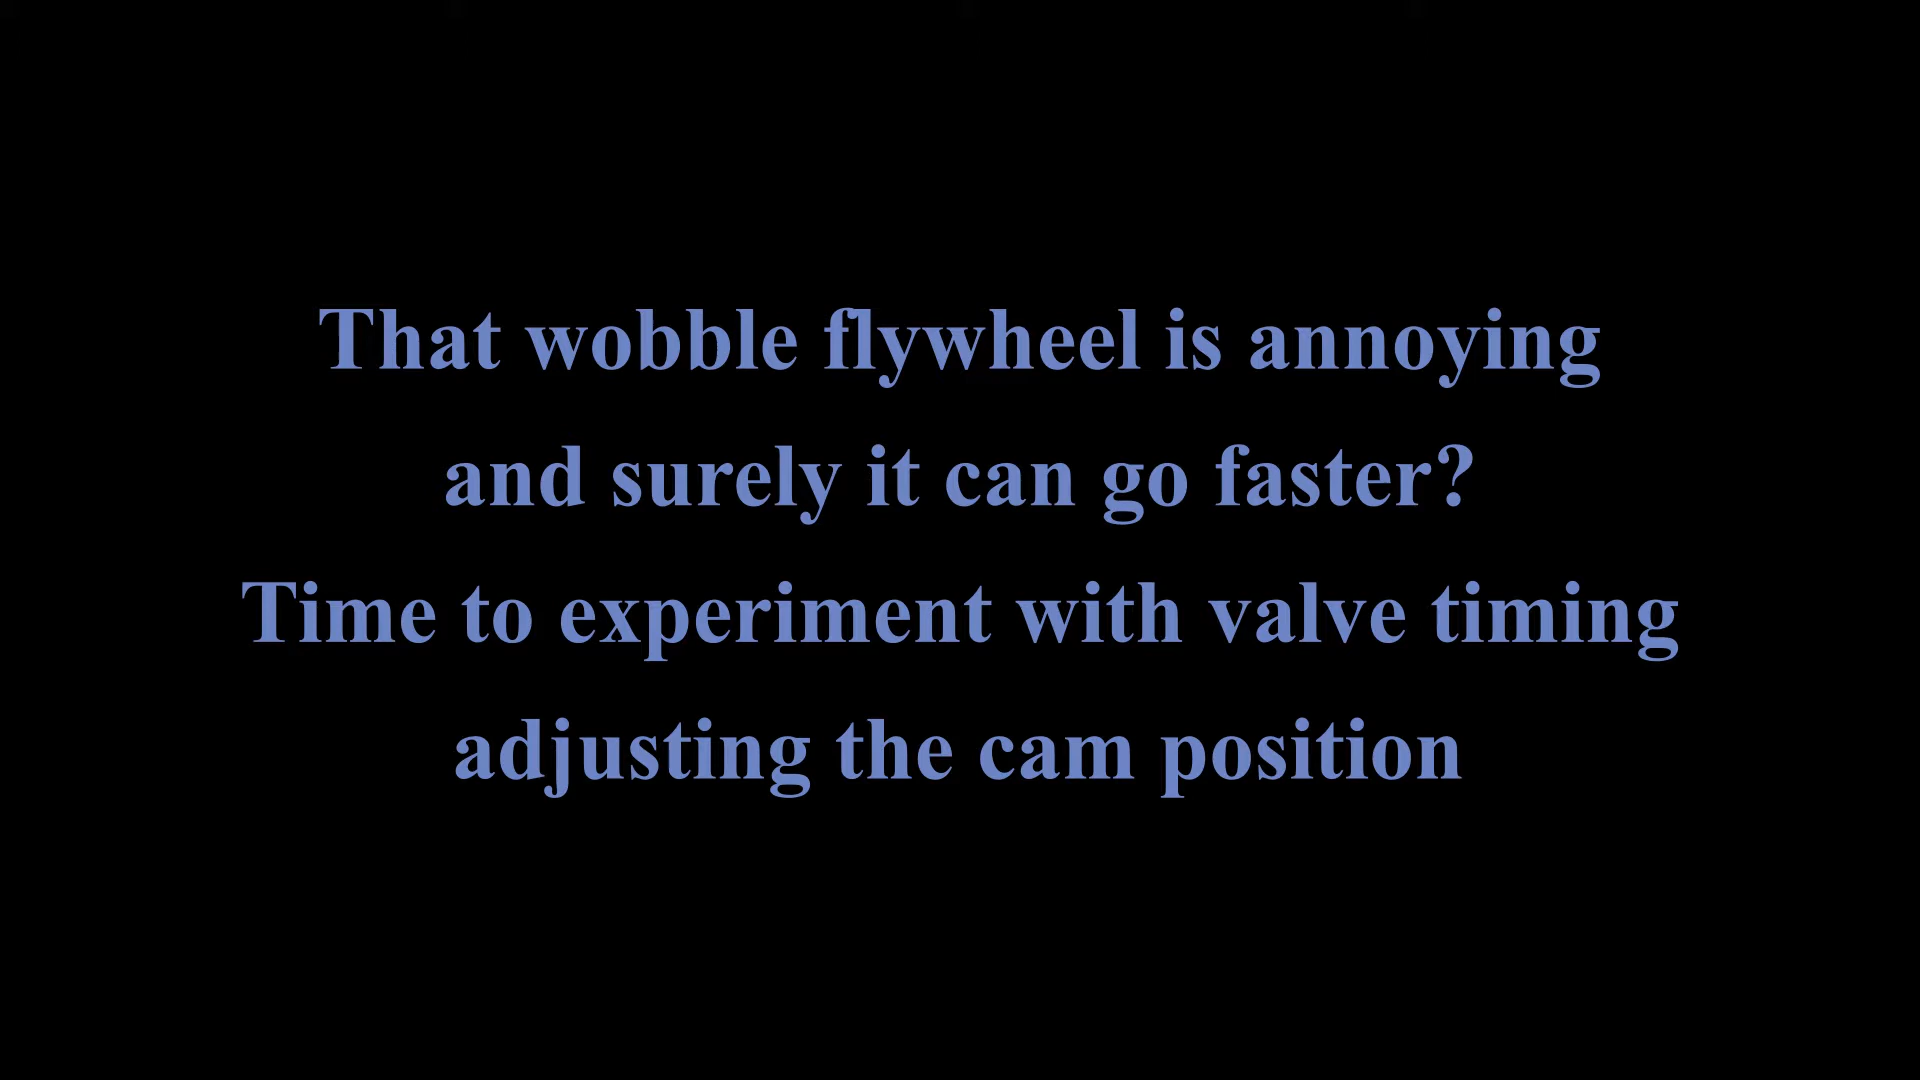 That wobble flywheel is annoying
and surely it can go faster?
Time to experiment with valve timing
adjusting the cam position